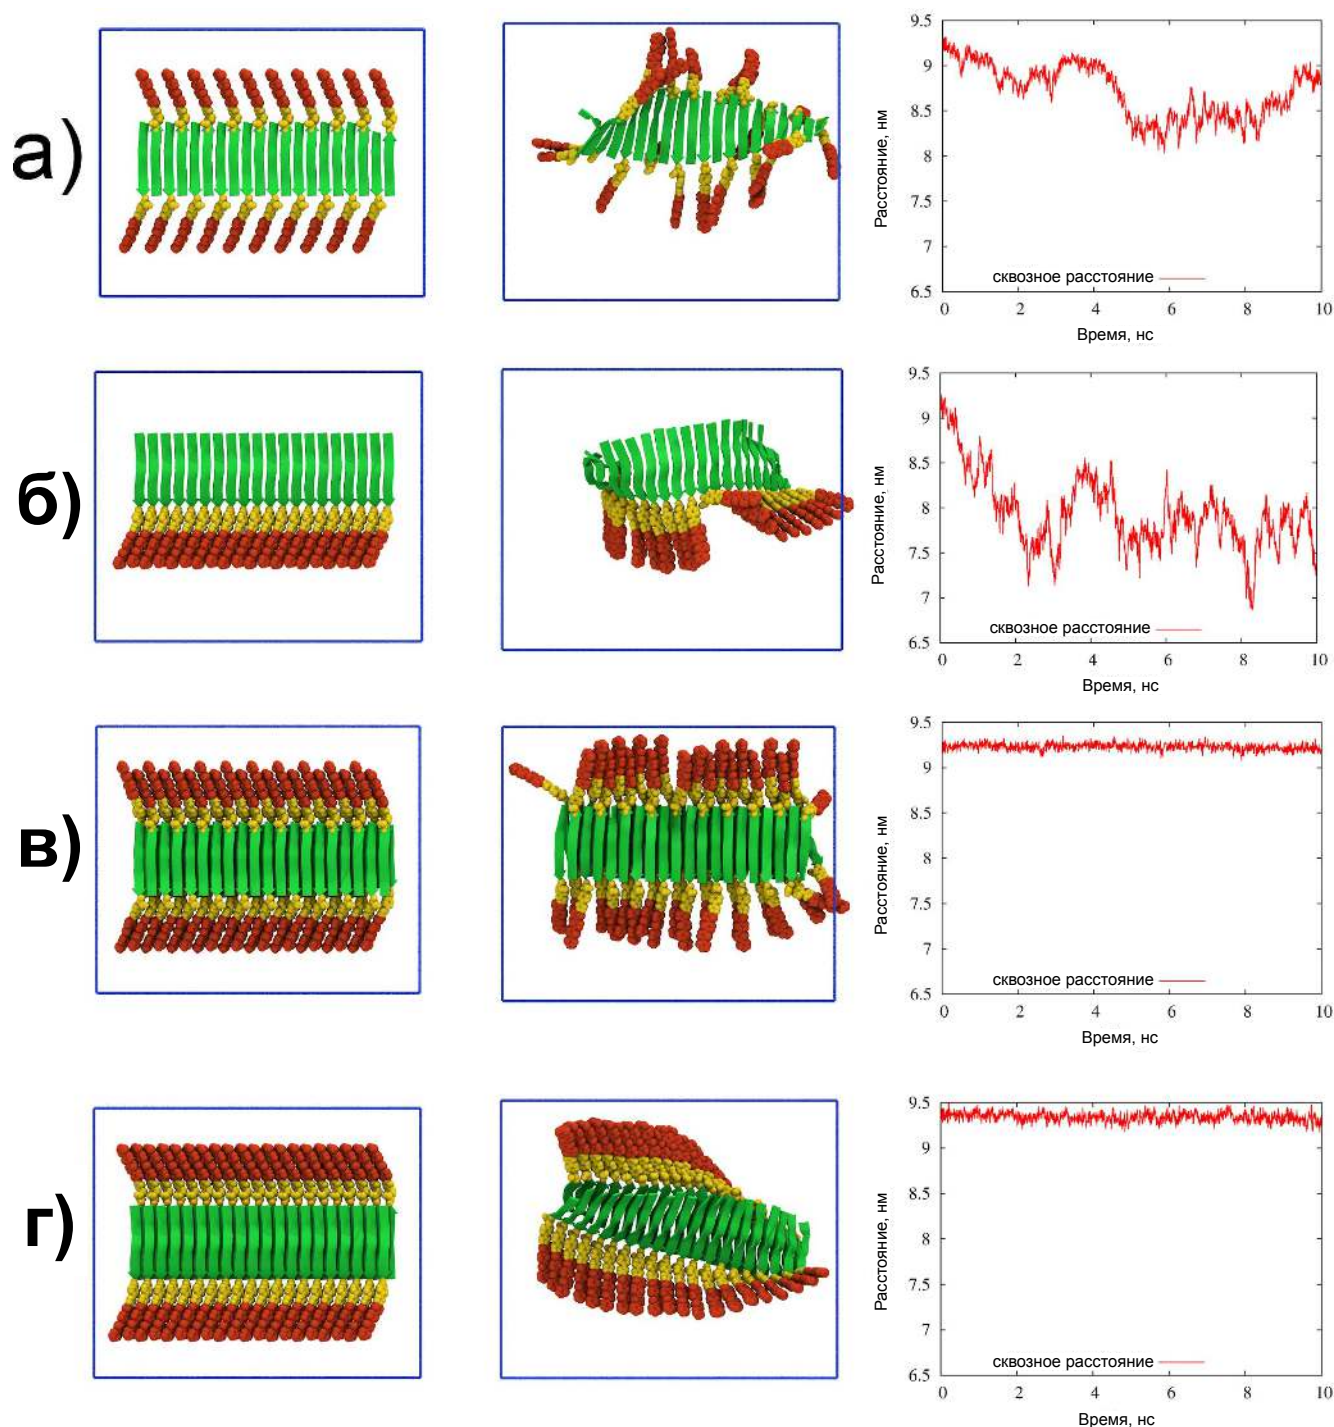 а)
9.5
9
8.5
8
7.5
7
6.5
Расстояние, нм
сквозное расстояние
0 2 4 6 8 10
Время, нс
б)
9.5
9
8.5
8
7.5
7
6.5
Расстояние, нм
сквозное расстояние
0 2 4 6 8 10
Время, нс
в)
9.5
9
8.5
8
7.5
7
6.5
Расстояние, нм
сквозное расстояние
0 2 4 6 8 10
Время, нс
г)
9.5
9
8.5
8
7.5
7
6.5
Расстояние, нм
сквозное расстояние
0 2 4 6 8 10
Время, нс